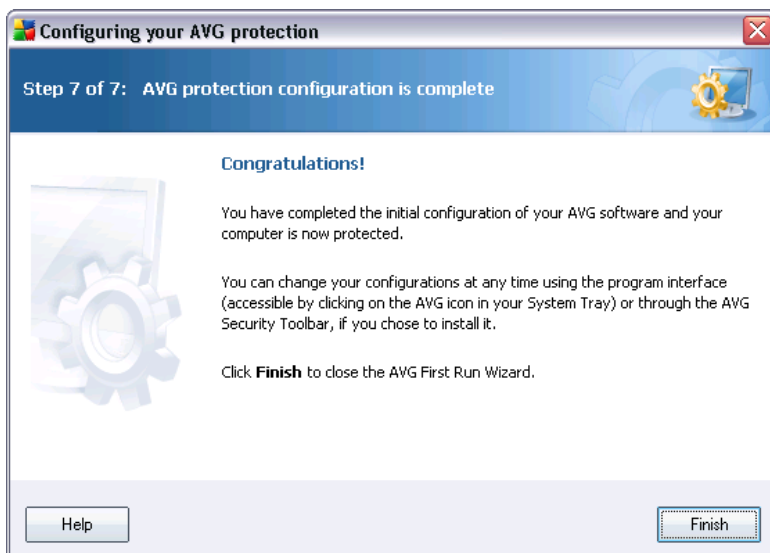 Configuring your AVG protection
Step 7 of 7: AVG protection configuration is complete
Congratulations!
You have completed the initial configuration of your AVG software and your
computer is now protected.
You can change your configurations at any time using the program interface
(accessible by clicking on the AVG icon in your System Tray) or through the AVG
Security Toolbar, if you chose to install it.
Click Finish to close the AVG First Run Wizard.
Help
Finish